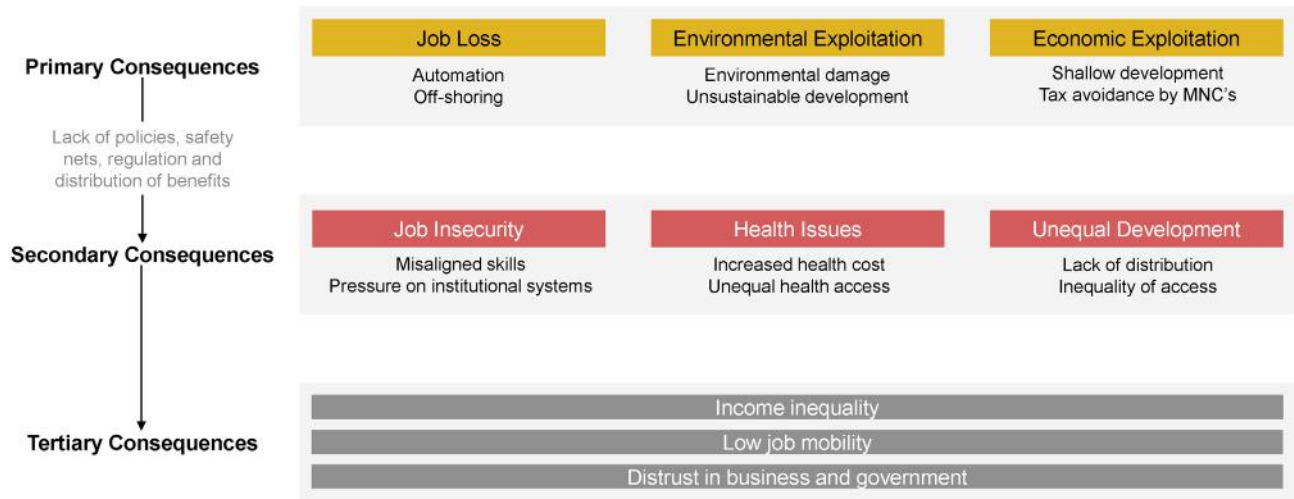 Primary Consequences
Job Loss
Automation
Off-shoring
Environmental Exploitation
Environmental damage
Unsustainable development
Economic Exploitation
Shallow development
Tax avoidance by MNC's
Lack of policies, safety
nets, regulation and
distribution of benefits
Secondary Consequences
Job Insecurity
Misaligned skills
Pressure on institutional systems
Health Issues
Increased health cost
Unequal health access
Unequal Development
Lack of distribution
Inequality of access
Tertiary Consequences
Income inequality
Low job mobility
Distrust in business and government